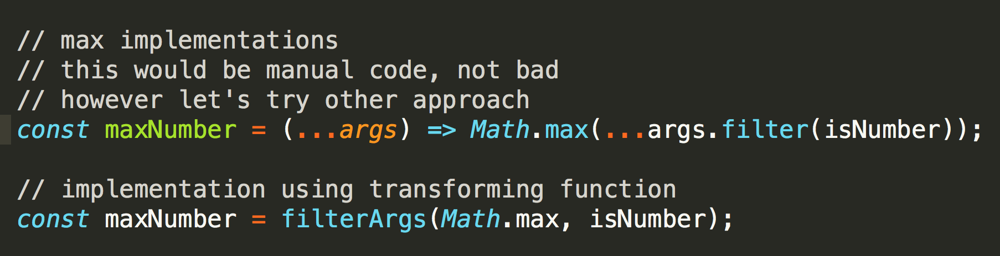 // max implementations
// this would be manual code, not bad
// however let's try other approach
const maxNumber = (...args) => Math.max(...args.filter(isNumber));
// implementation using transforming function
const maxNumber = filterArgs(Math.max, isNumber);